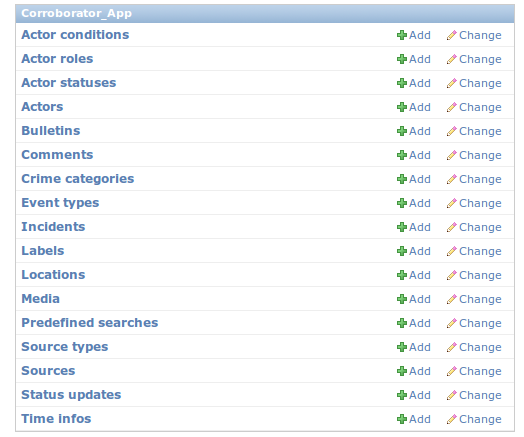 Corroborator_App
Actor conditions Add Change
Actor roles Add Change
Actor statuses Add Change
Actors Add Change
Bulletins Add Change
Comments Add Change
Crime categories Add Change
Event types Add Change
Incidents Add Change
Labels Add Change
Locations Add Change
Media Add Change
Predefined searches Add Change
Source types Add Change
Sources Add Change
Status updates Add Change
Time infos Add Change